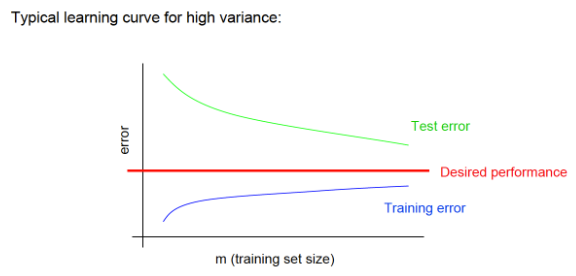 Typical learning curve for high variance:
error
Test error
Desired performance
Training error
m (training set size)